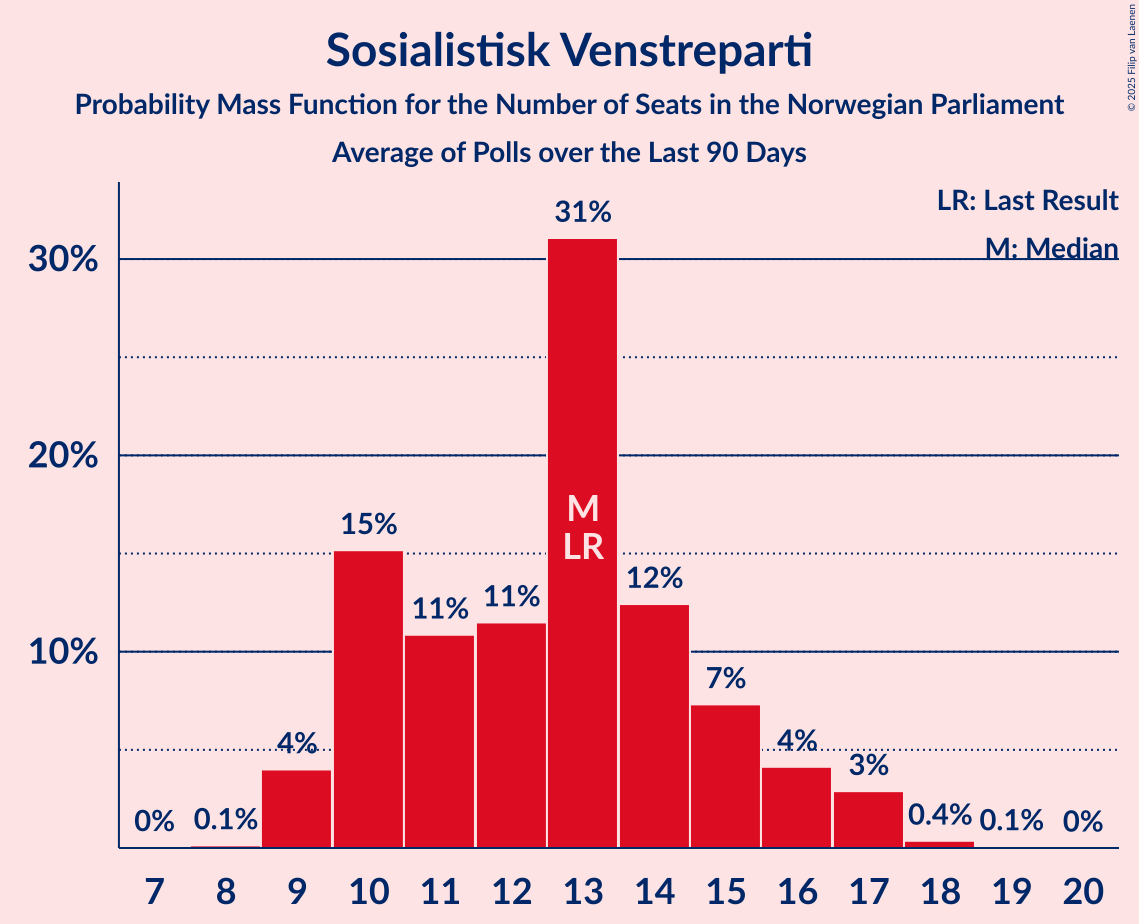 Sosialistisk Venstreparti
Probability Mass Function for the Number of Seats in the Norwegian Parliament
Average of Polls over the Last 90 Days
© 2025 Filip van Laenen
LR: Last Result
M: Median
30%
20%
10%
0%
0.1%
4%
15%
11%
11%
31%
12%
7%
4%
3%
0.4%
0.1%
0%
M
LR
7 8 9 10 11 12 13 14 15 16 17 18 19 20